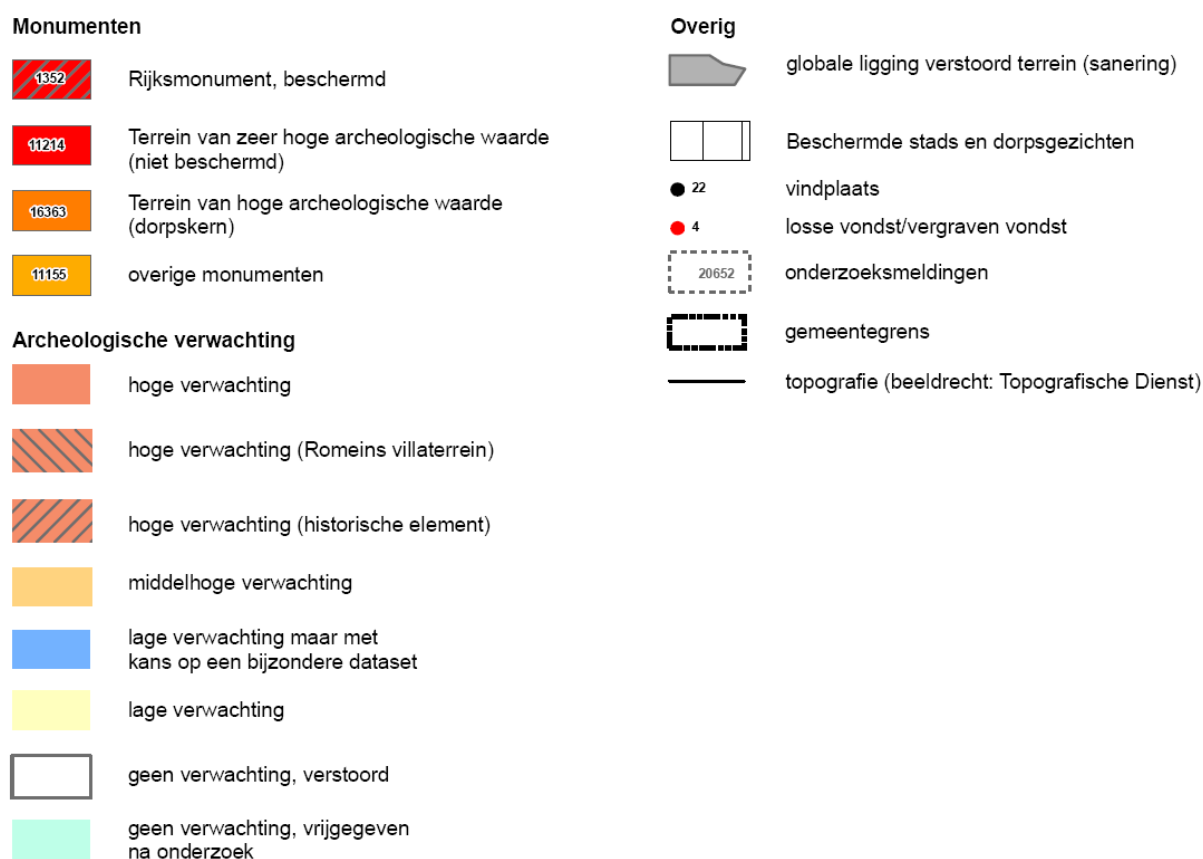 Monumenten
1352
Rijksmonument, beschermd
11214
Terrein van zeer hoge archeologische waarde
(niet beschermd)
16363
Terrein van hoge archeologische waarde
(dorpskern)
11155
overige monumenten
Archeologische verwachting
hoge verwachting
hoge verwachting (Romeins villaterrein)
hoge verwachting (historische element)
middelhoge verwachting
lage verwachting maar met
kans op een bijzondere dataset
lage verwachting
geen verwachting, verstoord
geen verwachting, vrijgegeven
na onderzoek
Overig
globale ligging verstoord terrein (sanering)
Beschermde stads en dorpsgezichten
22
vindplaats
4
losse vondst/vergraven vondst
20652
onderzoeksmeldingen
gemeentegrens
topografie (beeldrecht: Topografische Dienst)